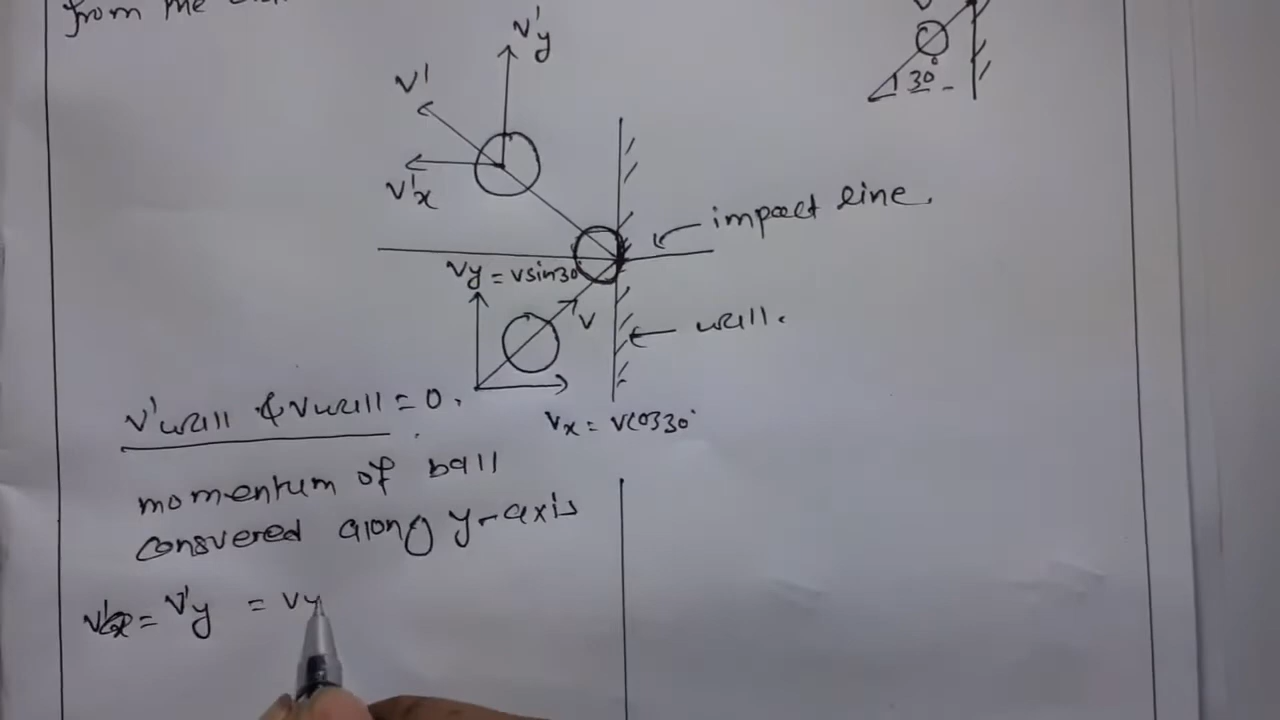 from the
V'y
V'
30°
V'x
impact line.
Vy = vsin30°
V
wall.
V'wall & Vwall = 0.
Vx = Vcos30°
momentum of ball
consvered along y-axis
= V'y = Vy